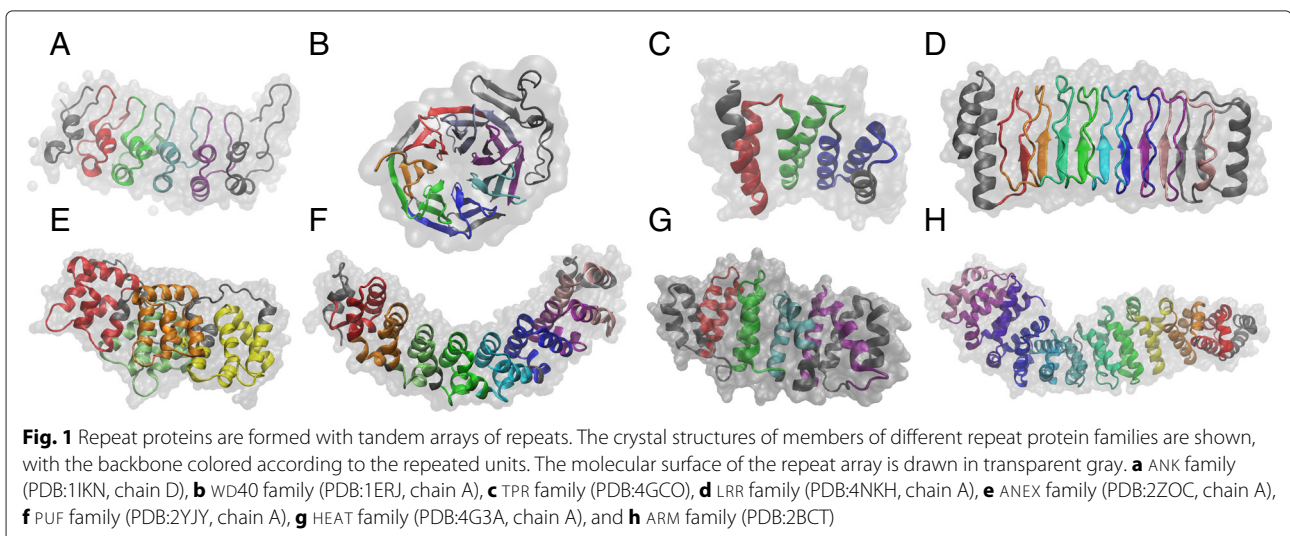 A
B
C
D
E
F
G
H
Fig. 1 Repeat proteins are formed with tandem arrays of repeats. The crystal structures of members of different repeat protein families are shown,
with the backbone colored according to the repeated units. The molecular surface of the repeat array is drawn in transparent gray. a ANK family
(PDB:1IKN, chain D), b WD40 family (PDB:1ERJ, chain A), c TPR family (PDB:4GCO), d LRR family (PDB:4NKH, chain A), e ANEX family (PDB:2ZOC, chain A),
f PUF family (PDB:2YJY, chain A), g HEAT family (PDB:4G3A, chain A), and h ARM family (PDB:2BCT)